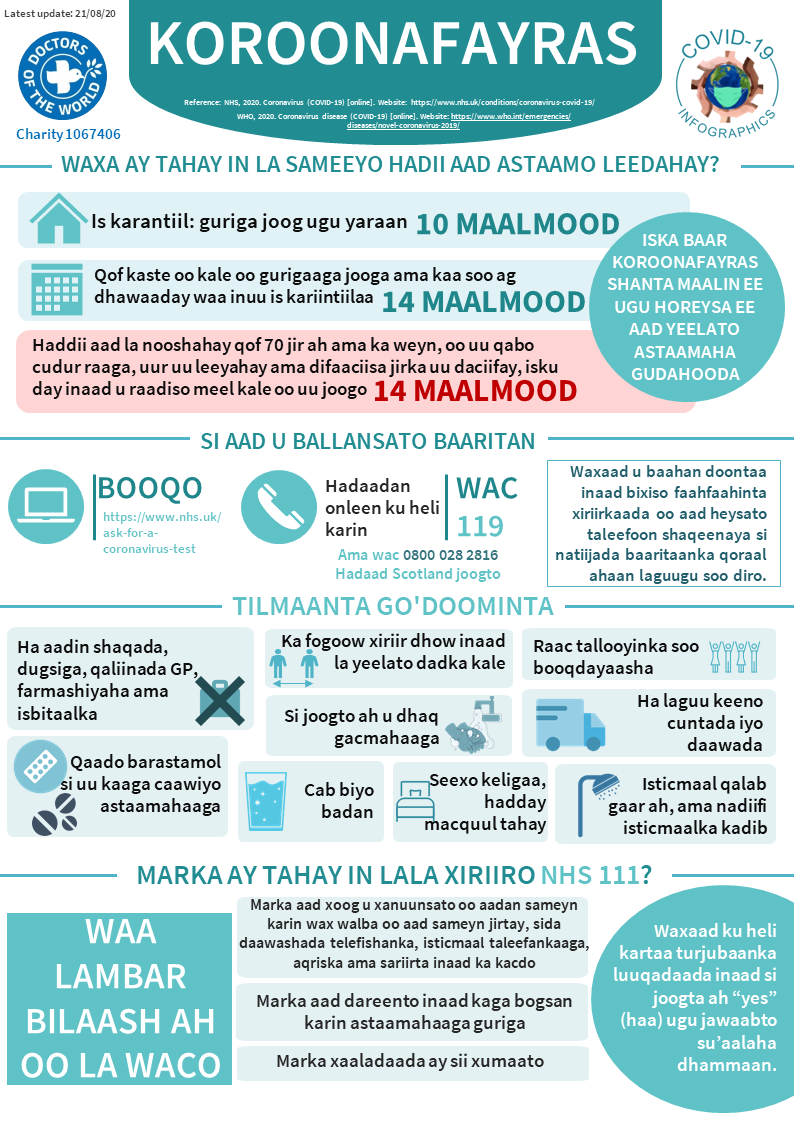 Latest update: 21/08/20
DOCTORS OF THE WORLD
Charity 1067406
KOROONAFAYRAS
Reference: NHS, 2020. Coronavirus (COVID-19) [online]. Website: https://www.nhs.uk/conditions/coronavirus-covid-19/
WHO, 2020. Coronavirus disease (COVID-19) [online]. Website: https://www.who.int/emergencies/
diseases/novel-coronavirus-2019/
COVID-19
INFOGRAPHICS
WAXA AY TAHAY IN LA SAMEEYO HADII AAD ASTAAMO LEEDAHAY?
Is karantiil: guriga joog ugu yaraan 10 MAALMOOD
Qof kaste oo kale oo gurigaaga jooga ama kaa soo ag
dhawaaday waa inuu is kariintiilaa 14 MAALMOOD
Haddii aad la nooshahay qof 70 jir ah ama ka weyn, oo uu qabo
cudur raaga, uur uu leeyahay ama difaaciisa jirka uu daciifay, isku
day inaad u raadiso meel kale oo uu joogo 14 MAALMOOD
ISKA BAAR
KOROONAFAYRAS
SHANTA MAALIN EE
UGU HOREYSA EE
AAD YEELATO
ASTAAMAHA
GUDAHOODA
SI AAD U BALLANSATO BAARITAN
BOOQO
https://www.nhs.uk/
ask-for-a-
coronavirus-test
Hadaadan
onleen ku heli
karin
WAC
119
Ama wac 0800 028 2816
Hadaad Scotland joogto
Waxaad u baahan doontaa
inaad bixiso faahfaahinta
xiriirkaada oo aad heysato
taleefoon shaqeenaya si
natiijada baaritaanka qoraal
ahaan laguugu soo diro.
TILMAANTA GO'DOOMINTA
Ha aadin shaqada,
dugsiga, qaliinada GP,
farmashiyaha ama
isbitaalka
Ka fogoow xiriir dhow inaad
la yeelato dadka kale
Raac tallooyinka soo
booqdayaasha
Si joogto ah u dhaq
gacmahaaga
Ha laguu keeno
cuntada iyo
daawada
Qaado barastamol
si uu kaaga caawiyo
astaamahaaga
Cab biyo
badan
Seexo keligaa,
hadday
macquul tahay
Isticmaal qalab
gaar ah, ama nadiifi
isticmaalka kadib
MARKA AY TAHAY IN LALA XIRIIRO NHS 111?
WAA
LAMBAR
BILAASH AH
OO LA WACO
Marka aad xoog u xanuunsato oo aadan sameyn
karin wax walba oo aad sameyn jirtay, sida
daawashada telefishanka, isticmaal taleefankaaga,
aqriska ama sariirta inaad ka kacdo
Marka aad dareento inaad kaga bogsan
karin astaamahaaga guriga
Marka xaaladaada ay sii xumaato
Waxaad ku heli
kartaa turjubaanka
luuqadaada inaad si
joogta ah “yes”
(haa) ugu jawaabto
su’aalaha
dhammaan.